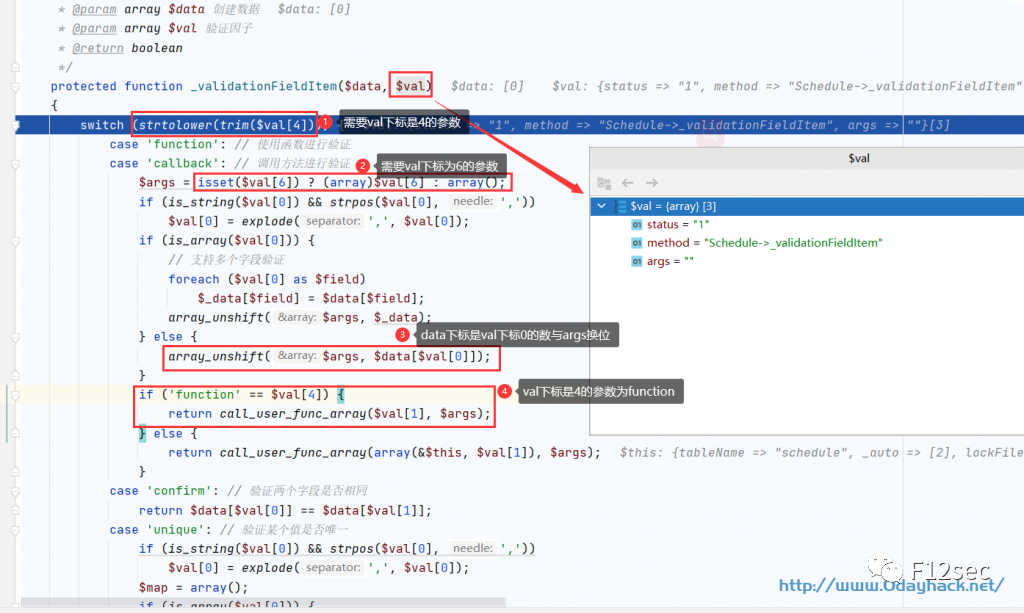 * @param array $data 创建数据 $data: [0]
* @param array $val 验证因子
* @return boolean
*/
protected function _validationFieldItem($data, $val) $data: [0] $val: {status => "1", method => "Schedule->_validationFieldItem"
{
switch (strtolower(trim($val[4]) 1 需要val下标是4的参数 => "1", method => "Schedule->_validationFieldItem", args => ""}[3]
case 'function': // 使用函数进行验证
case 'callback': // 调用方法进行验证 2 需要val下标为6的参数
$args = isset($val[6]) ? (array)$val[6] : array();
if (is_string($val[0]) && strpos($val[0], needle: ','))
$val[0] = explode( separator: ',', $val[0]);
if (is_array($val[0])) {
// 支持多个字段验证
foreach ($val[0] as $field)
$_data[$field] = $data[$field];
array_unshift( &array: $args, $_data);
} else { 3 data下标是val下标0的数与args换位
array_unshift( &array: $args, $data[$val[0]]);
}
if ('function' == $val[4]) { 4 val下标是4的参数为function
return call_user_func_array($val[1], $args);
} else {
return call_user_func_array(array(&$this, $val[1]), $args); $this: {tableName => "schedule", _auto => [2], lockFile
}
case 'confirm': // 验证两个字段是否相同
return $data[$val[0]] == $data[$val[1]];
case 'unique': // 验证某个值是否唯一
if (is_string($val[0]) && strpos($val[0], needle: ','))
$val[0] = explode( separator: ',', $val[0]);
$map = array();
if (is_array($val[0])) {
$val
$val = {array} [3]
01 status = "1"
01 method = "Schedule->_validationFieldItem"
01 args = ""
F12sec
http://www.0dayhack.net/